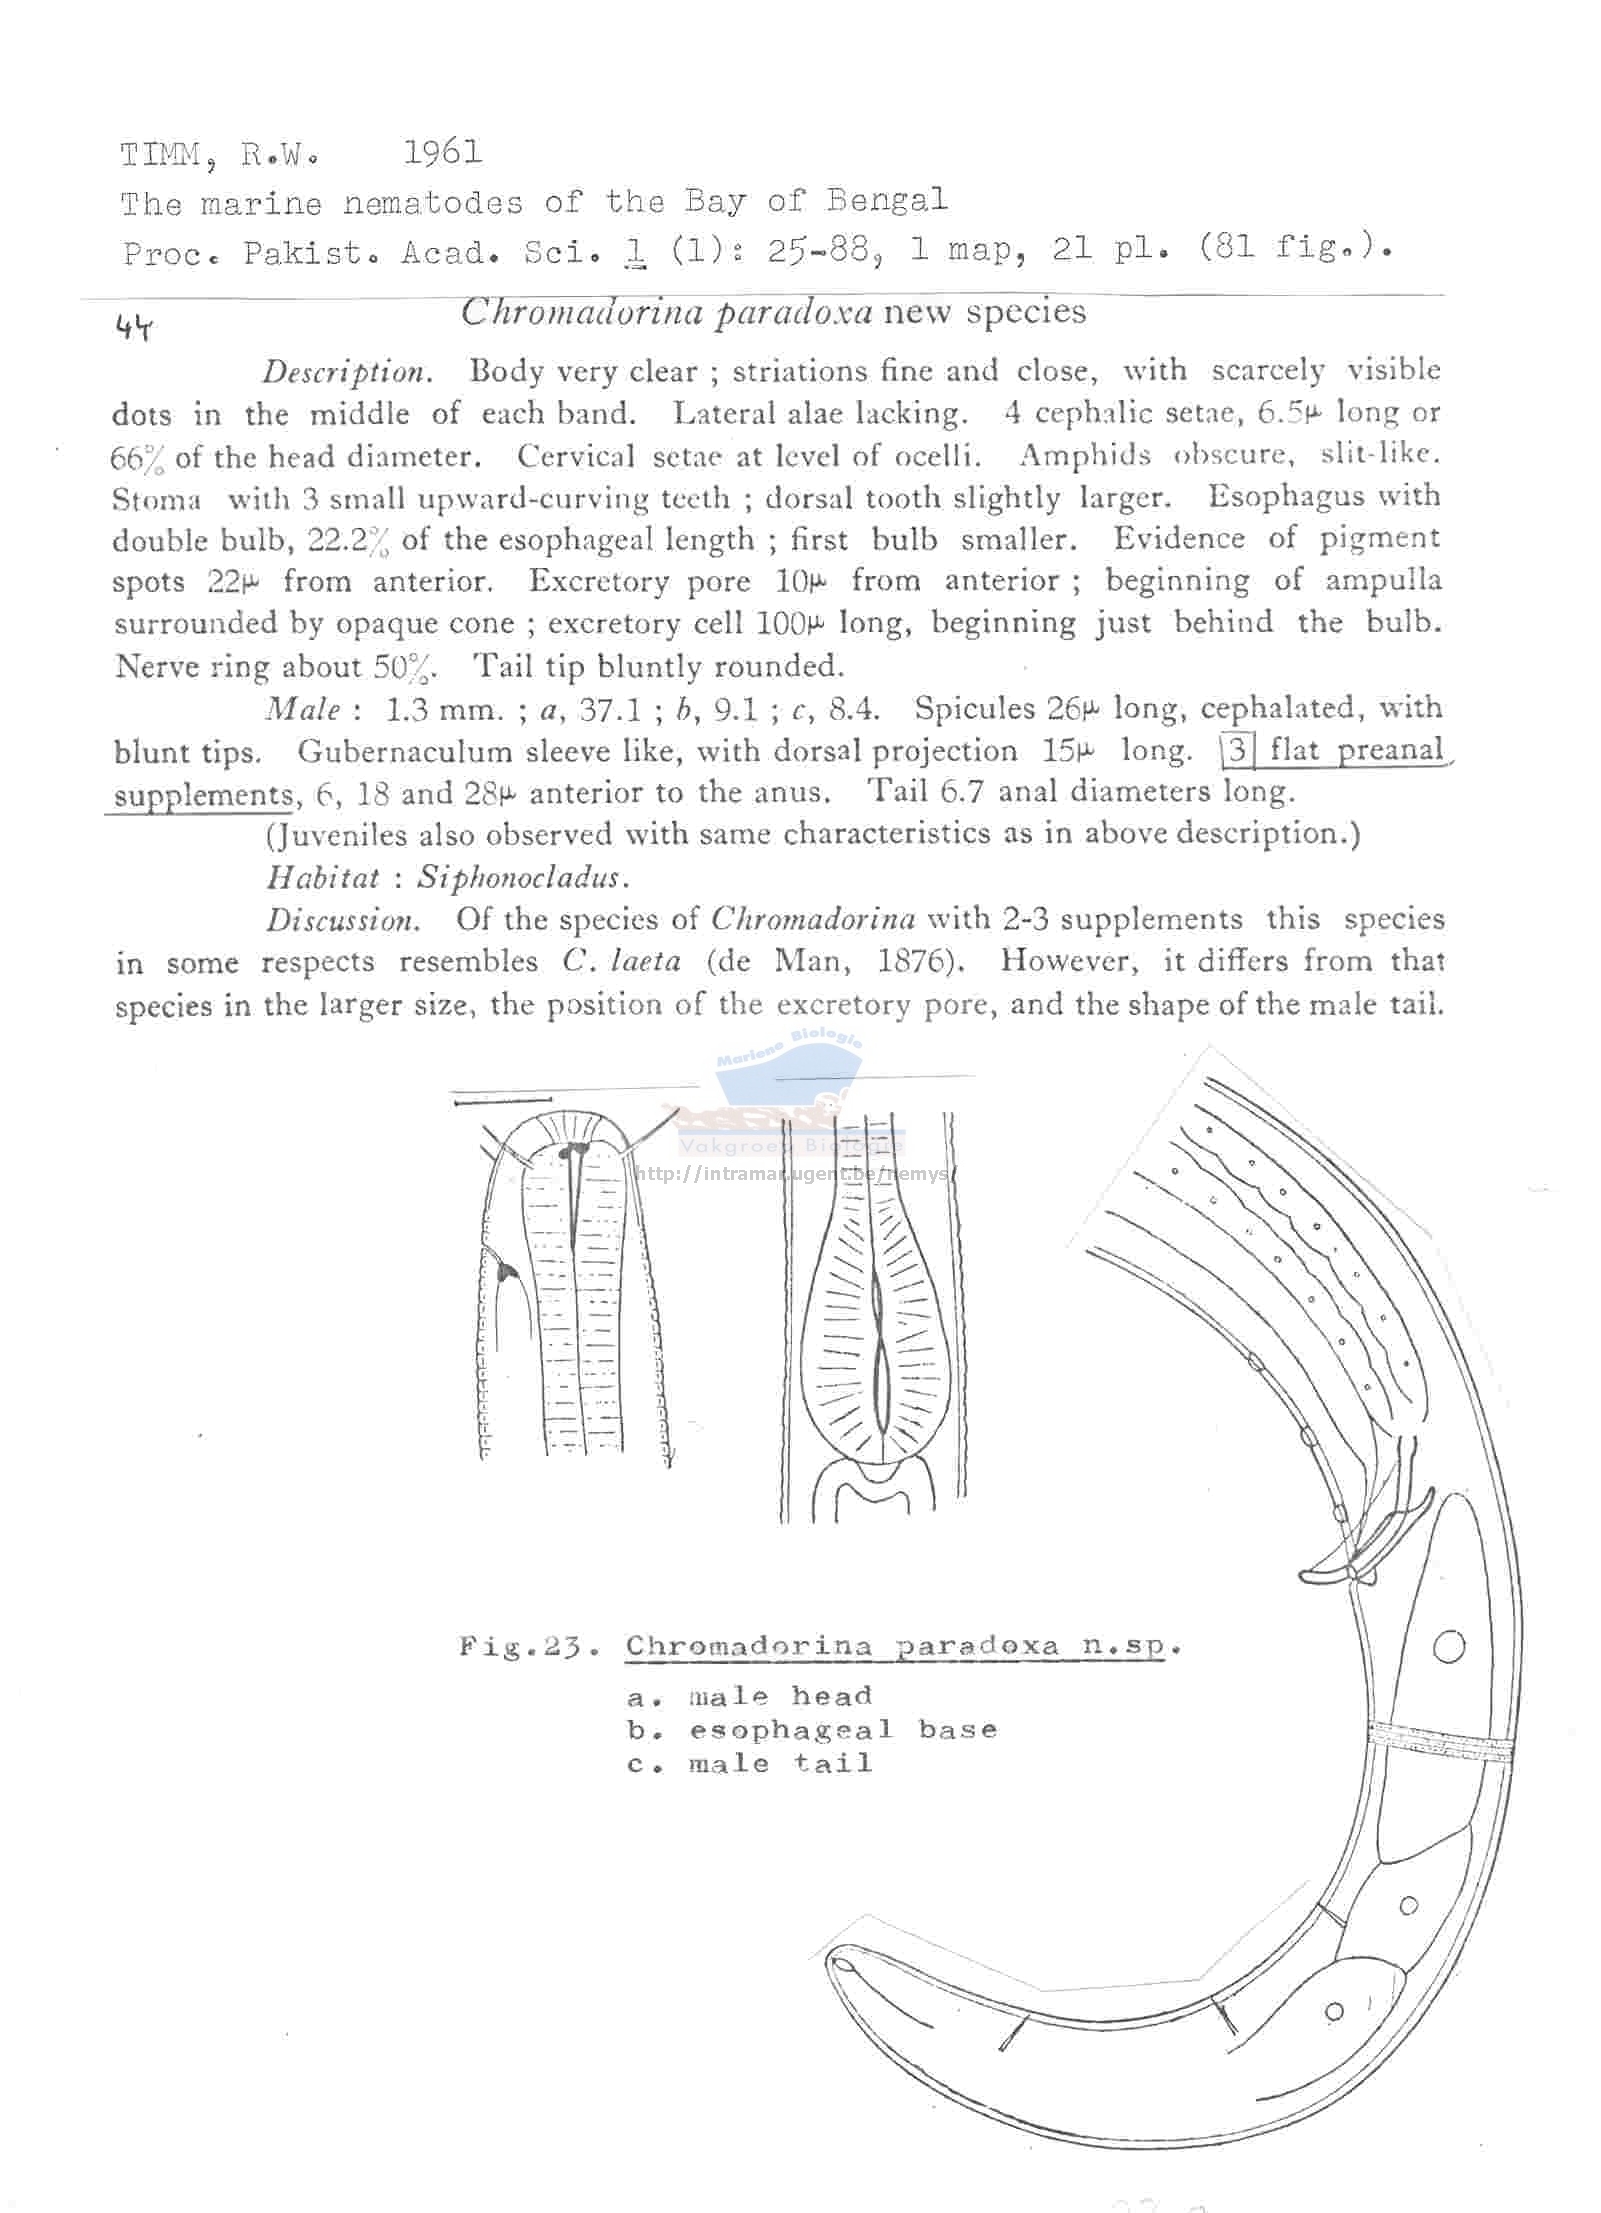 TIMM, R.W. 1961
The marine nematodes of the Bay of Bengal
Proc. Pakist. Acad. Sci. 1 (1): 25-88, 1 map, 21 pl. (81 fig.).
44 Chromadorina paradoxa new species
Description. Body very clear ; striations fine and close, with scarcely visible
dots in the middle of each band. Lateral alae lacking. 4 cephalic setae, 6.5µ long or
66% of the head diameter. Cervical setae at level of ocelli. Amphids obscure, slit-like.
Stoma with 3 small upward-curving teeth ; dorsal tooth slightly larger. Esophagus with
double bulb, 22.2% of the esophageal length ; first bulb smaller. Evidence of pigment
spots 22µ from anterior. Excretory pore 10µ from anterior ; beginning of ampulla
surrounded by opaque cone ; excretory cell 100µ long, beginning just behind the bulb.
Nerve ring about 50%. Tail tip bluntly rounded.
Male : 1.3 mm. ; a, 37.1 ; b, 9.1 ; c, 8.4. Spicules 26µ long, cephalated, with
blunt tips. Gubernaculum sleeve like, with dorsal projection 15µ long. 3 flat preanal
supplements, 6, 18 and 28µ anterior to the anus. Tail 6.7 anal diameters long.
(Juveniles also observed with same characteristics as in above description.)
Habitat : Siphonocladus.
Discussion. Of the species of Chromadorina with 2-3 supplements this species
in some respects resembles C. laeta (de Man, 1876). However, it differs from that
species in the larger size, the position of the excretory pore, and the shape of the male tail.
Mariene Biologie
Vakgroep Biologie
http://intramar.ugent.be/nemys
Fig.23. Chromadorina paradoxa n.sp.
a. male head
b. esophageal base
c. male tail